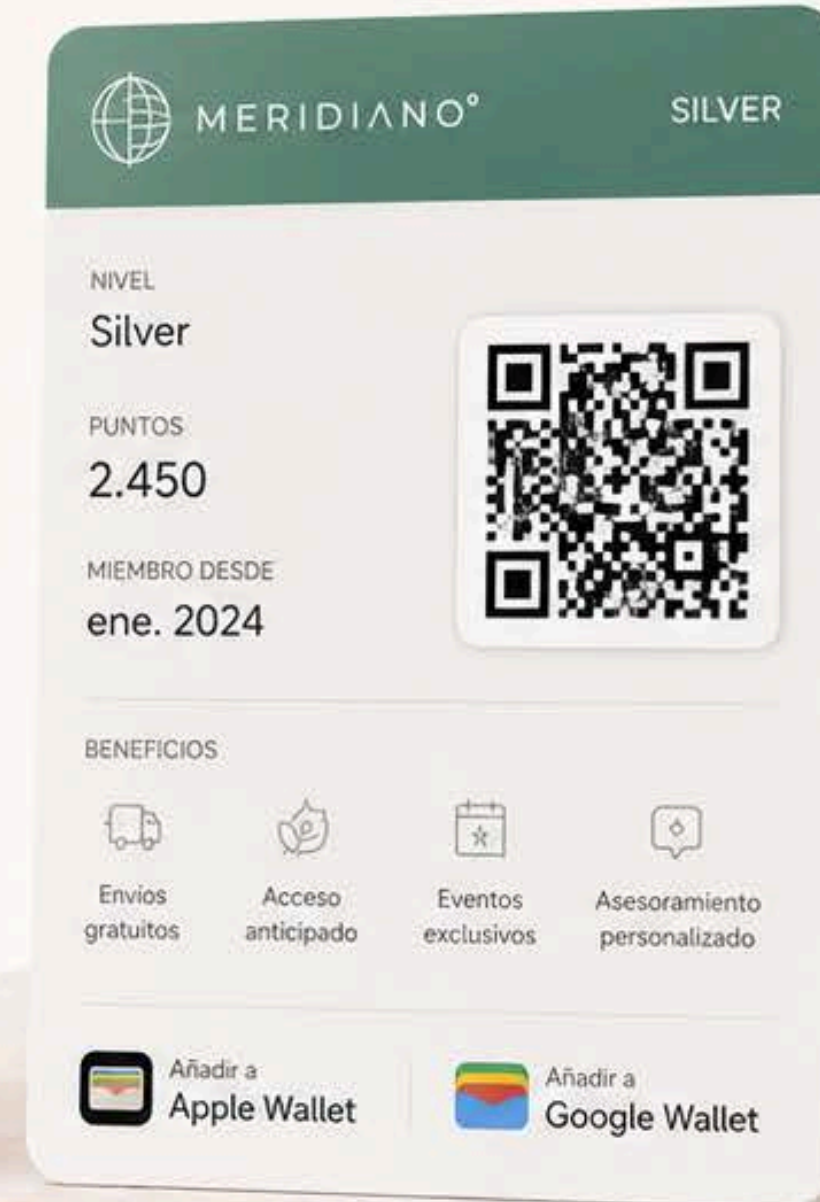 MERIDIANO°
SILVER
NIVEL
Silver
PUNTOS
2.450
MIEMBRO DESDE
ene. 2024
BENEFICIOS
Envíos
gratuitos
Acceso
anticipado
Eventos
exclusivos
Asesoramiento
personalizado
Añadir a
Apple Wallet
Añadir a
Google Wallet